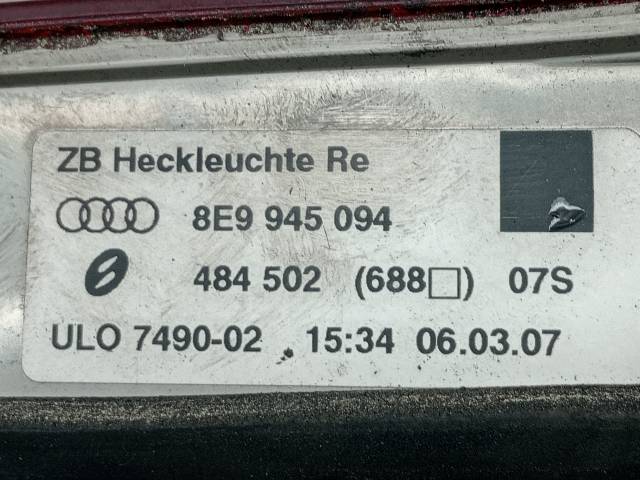 ZB Heckleuchte Re
8E9 945 094
484 502 (688□) 07S
ULO 7490-02 15:34 06.03.07